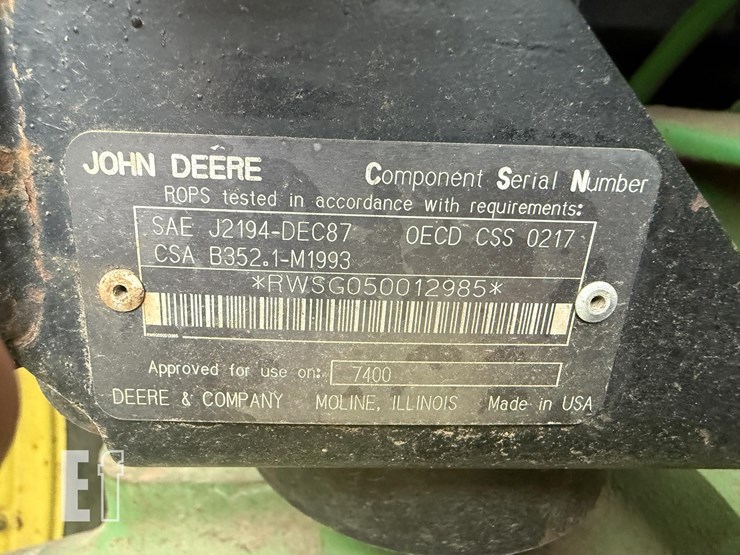 JOHN DEERE Component Serial Number
ROPS tested in accordance with requirements:
SAE J2194-DEC87 OECD CSS 0217
CSA B352.1-M1993
*RWSG050012985*
Approved for use on: 7400
DEERE & COMPANY MOLINE, ILLINOIS Made in USA